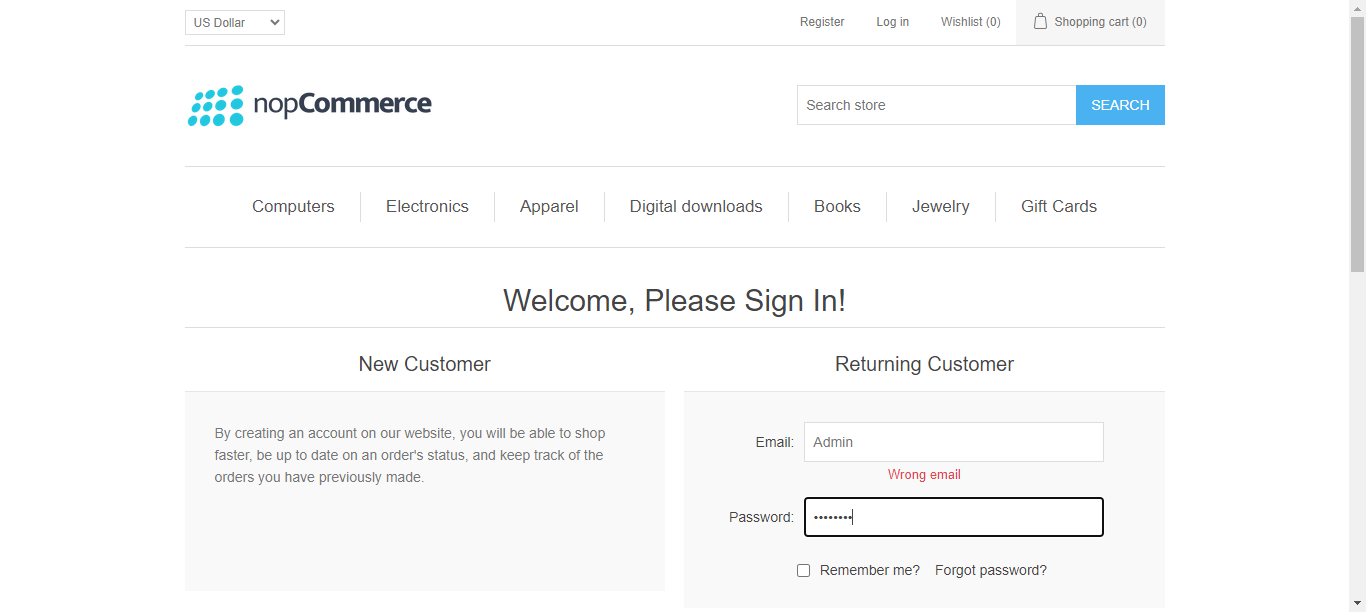 US Dollar
Register
Log in
Wishlist (0)
Shopping cart (0)
nopCommerce
Search store
SEARCH
Computers
Electronics
Apparel
Digital downloads
Books
Jewelry
Gift Cards
Welcome, Please Sign In!
New Customer
By creating an account on our website, you will be able to shop
faster, be up to date on an order's status, and keep track of the
orders you have previously made.
Returning Customer
Email:
Admin
Wrong email
Password:
••••••••
Remember me?
Forgot password?